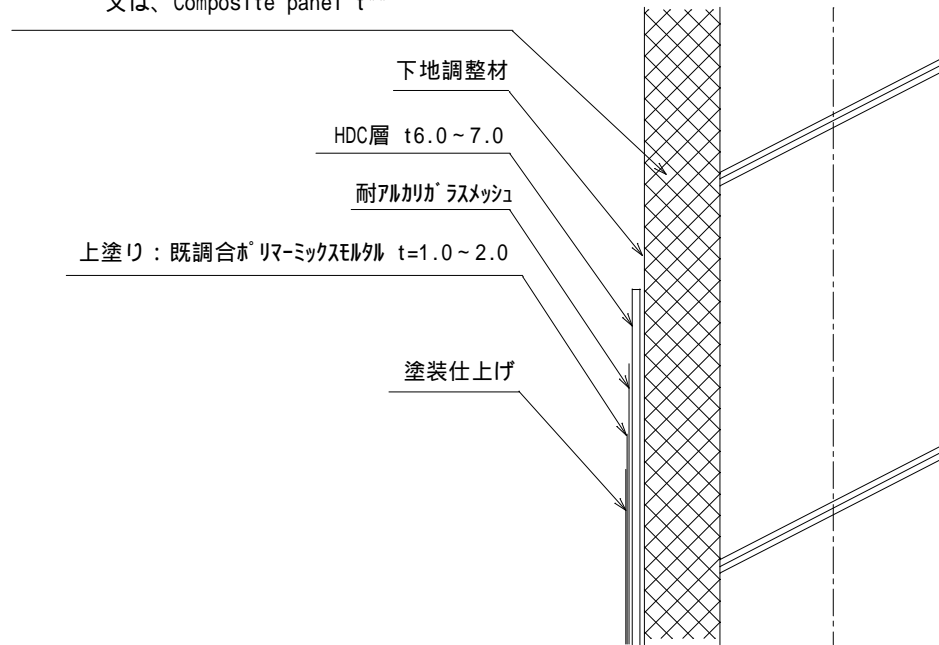 又は、Composite panel t
下地調整材
HDC層 t6.0~7.0
耐アルカリガラスメッシュ
上塗り：既調合ポリマーミックスモルタル t=1.0~2.0
塗装仕上げ